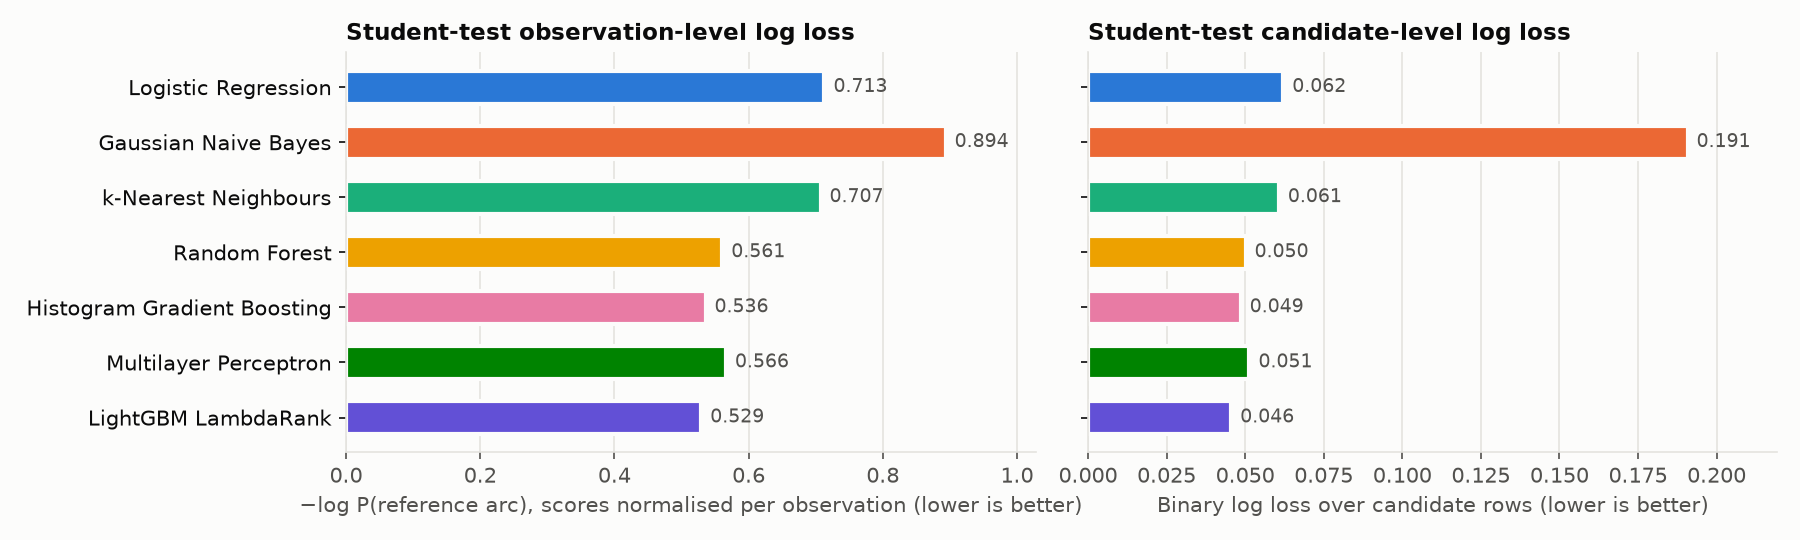 Student-test observation-level log loss
Logistic Regression
0.713
Gaussian Naive Bayes
0.894
k-Nearest Neighbours
0.707
Random Forest
0.561
Histogram Gradient Boosting
0.536
Multilayer Perceptron
0.566
LightGBM LambdaRank
0.529
0.0 0.2 0.4 0.6 0.8 1.0
−log P(reference arc), scores normalised per observation (lower is better)
Student-test candidate-level log loss
0.062
0.191
0.061
0.050
0.049
0.051
0.046
0.000 0.025 0.050 0.075 0.100 0.125 0.150 0.175 0.200
Binary log loss over candidate rows (lower is better)